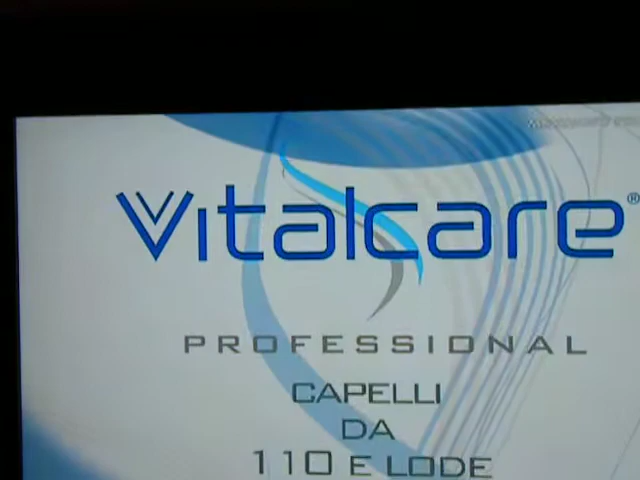 Vitalcare®
PROFESSIONAL
CAPELLI
DA
110 E LODE